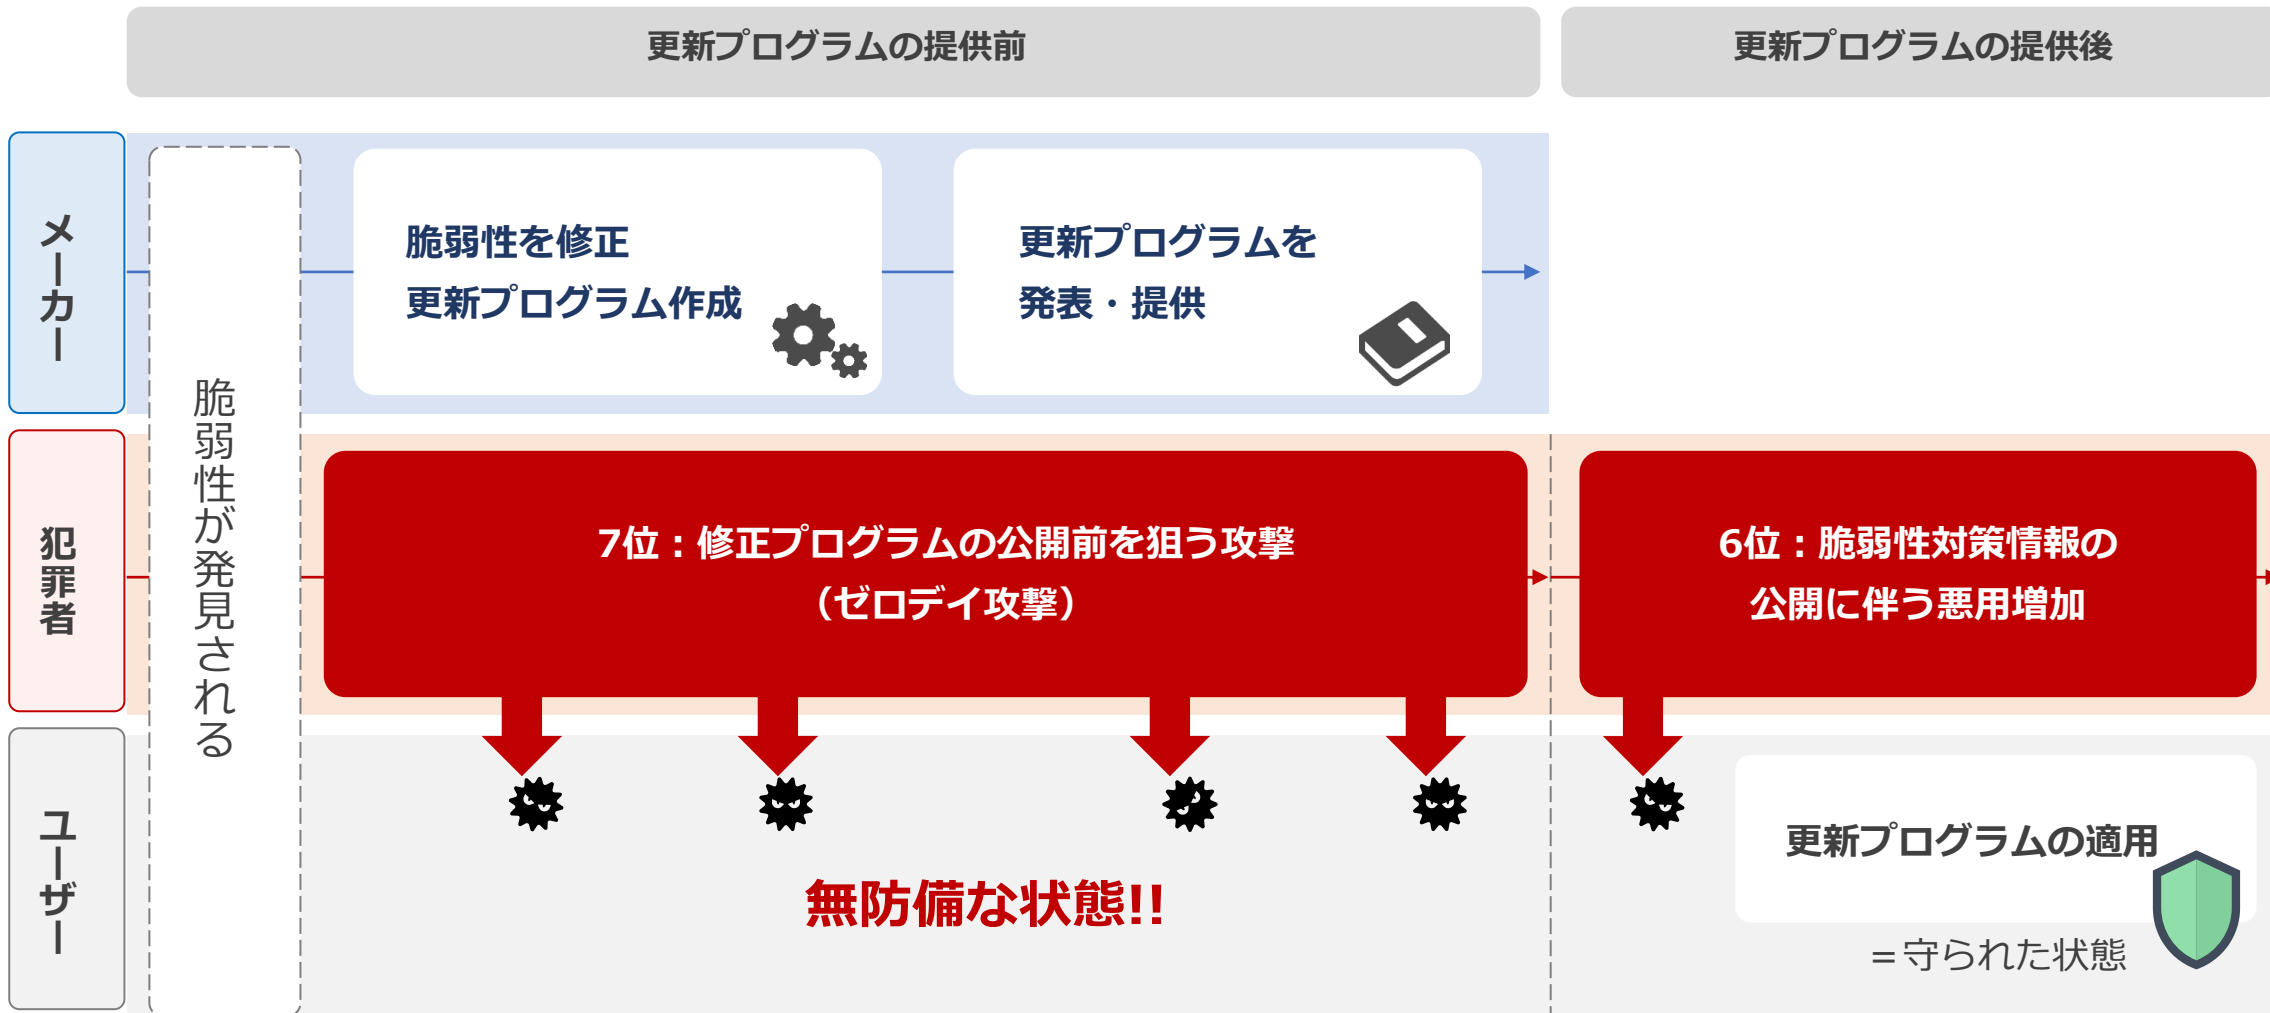 更新プログラムの提供前
更新プログラムの提供後
メーカー
脆弱性が発見される
脆弱性を修正
更新プログラム作成
更新プログラムを
発表・提供
犯罪者
7位：修正プログラムの公開前を狙う攻撃
（ゼロデイ攻撃）
6位：脆弱性対策情報の
公開に伴う悪用増加
ユーザー
無防備な状態!!
更新プログラムの適用
＝守られた状態